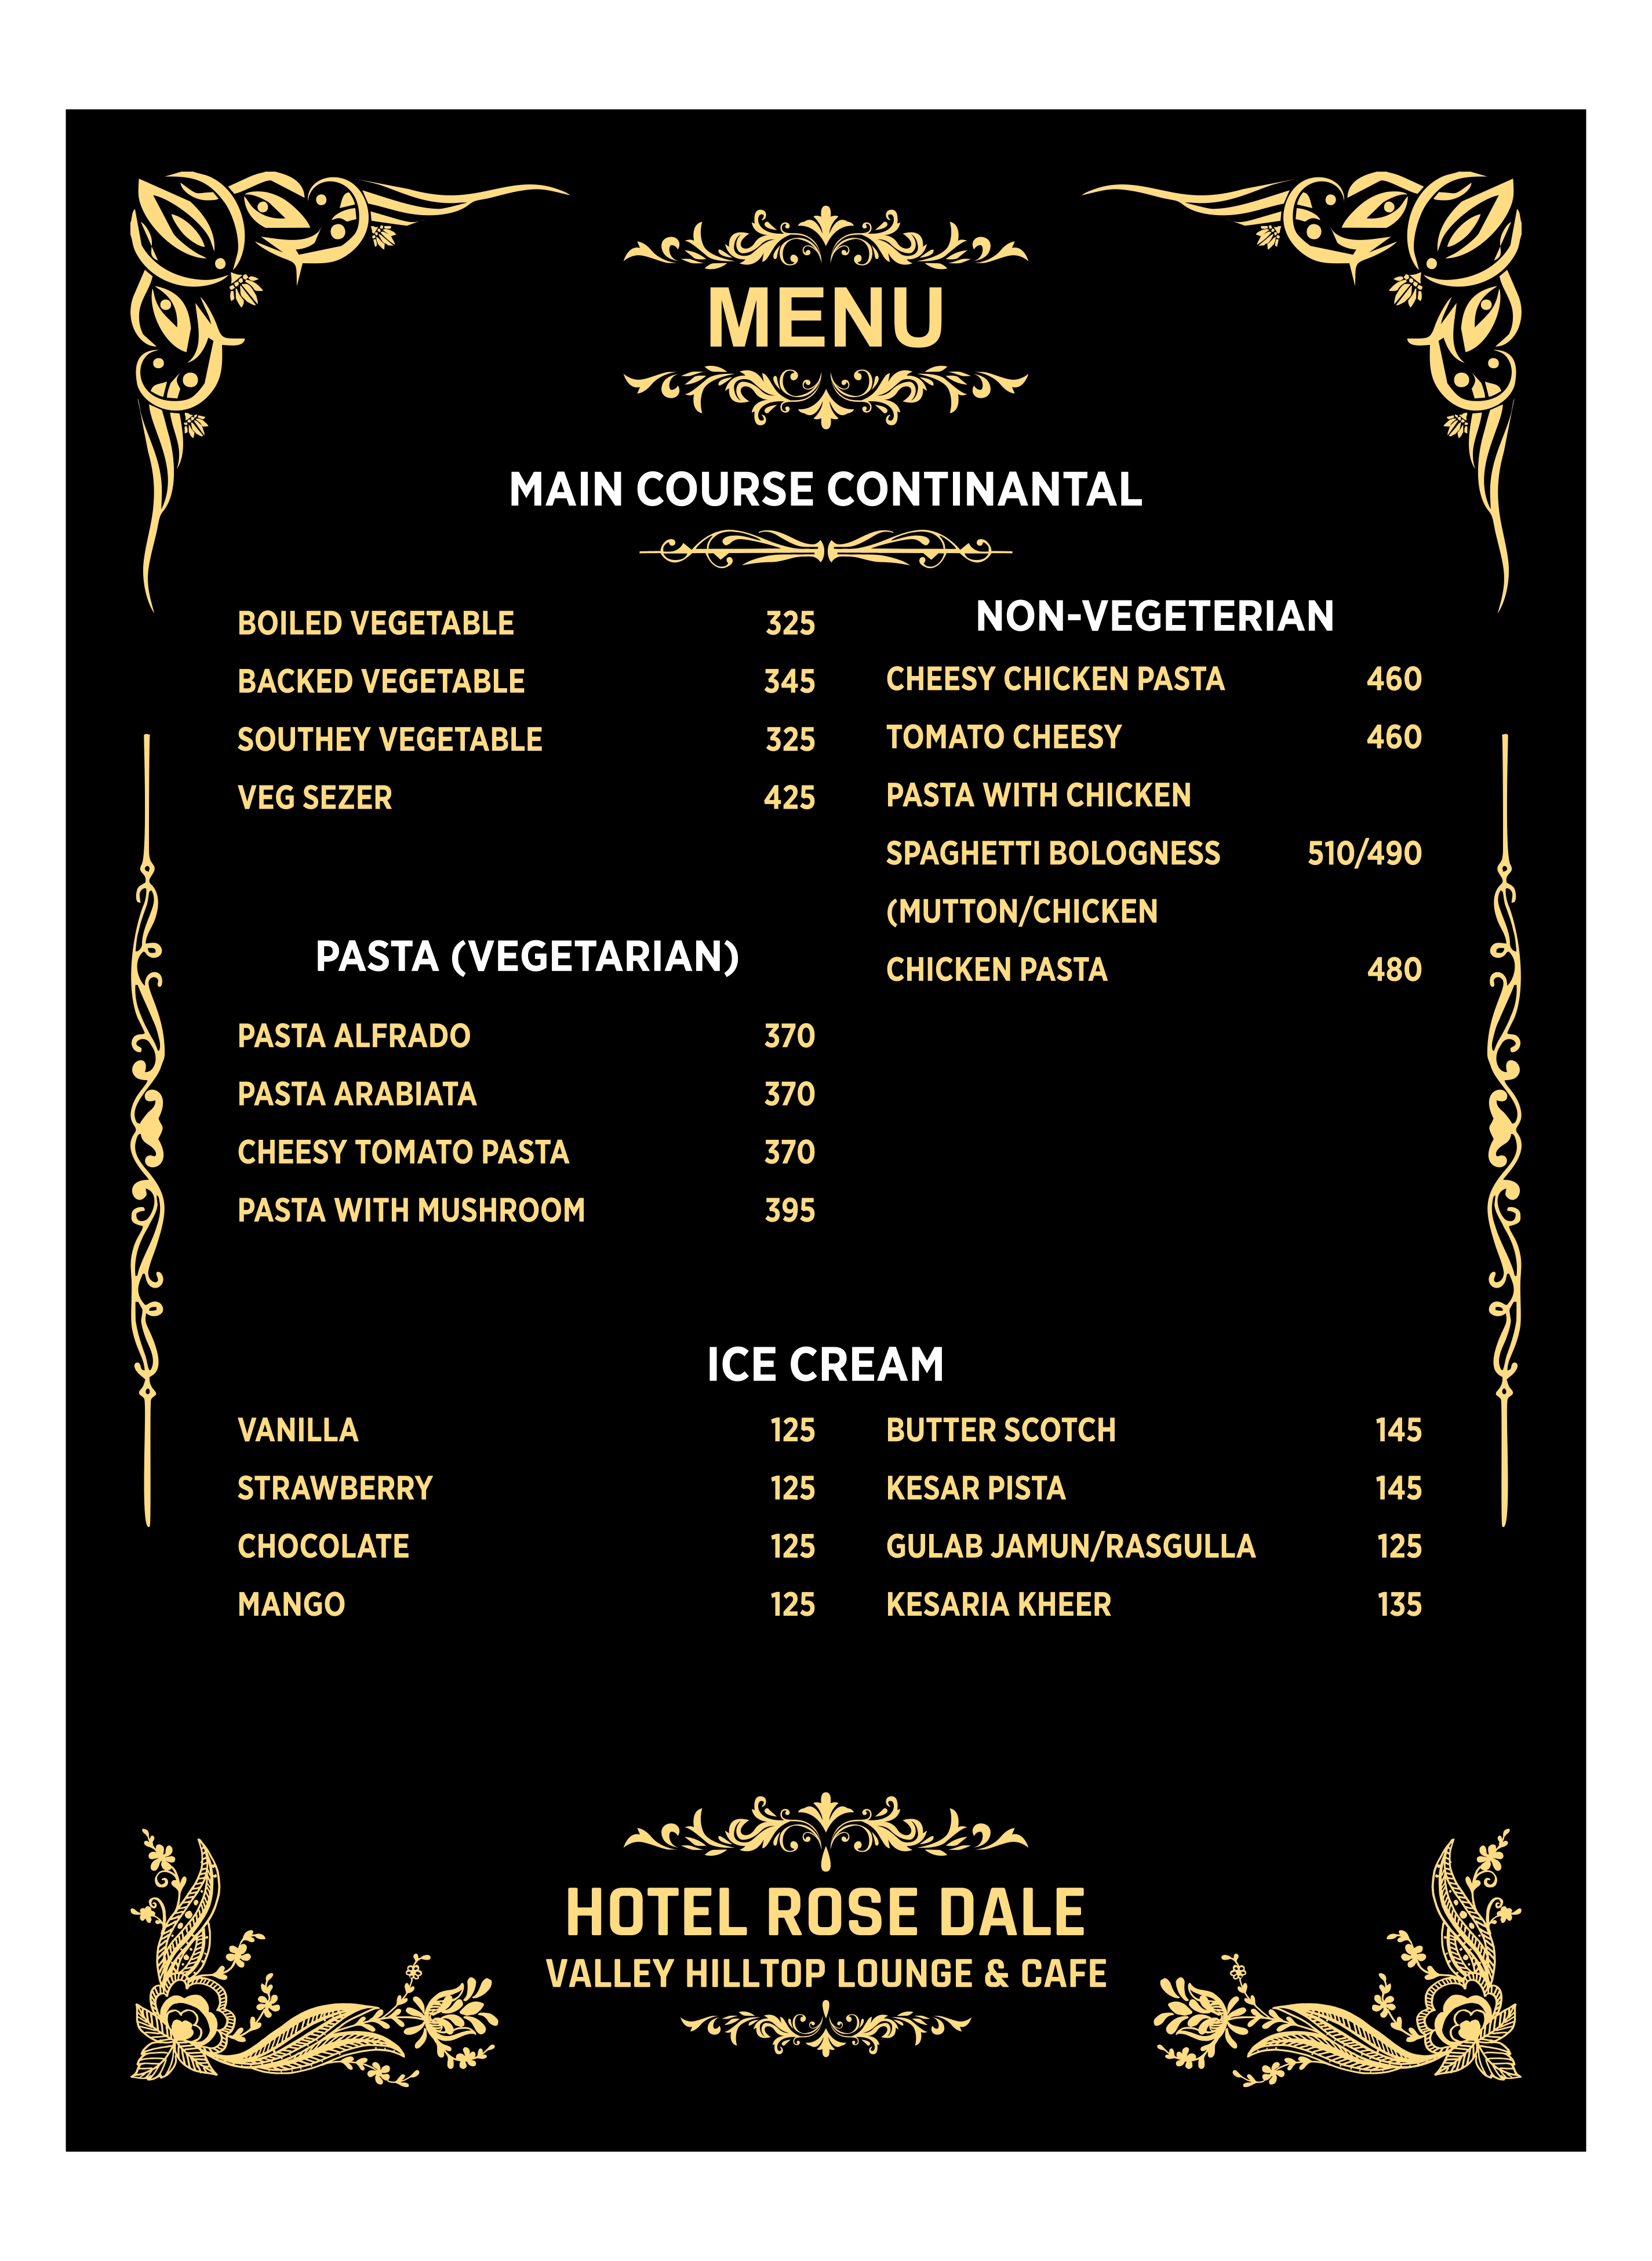 MENU
MAIN COURSE CONTINANTAL
BOILED VEGETABLE 325
BACKED VEGETABLE 345
SOUTHEY VEGETABLE 325
VEG SEZER 425
PASTA (VEGETARIAN)
PASTA ALFRADO 370
PASTA ARABIATA 370
CHEESY TOMATO PASTA 370
PASTA WITH MUSHROOM 395
NON-VEGETERIAN
CHEESY CHICKEN PASTA 460
TOMATO CHEESY 460
PASTA WITH CHICKEN
SPAGHETTI BOLOGNESS 510/490
(MUTTON/CHICKEN
CHICKEN PASTA 480
ICE CREAM
VANILLA 125
STRAWBERRY 125
CHOCOLATE 125
MANGO 125
BUTTER SCOTCH 145
KESAR PISTA 145
GULAB JAMUN/RASGULLA 125
KESARIA KHEER 135
HOTEL ROSE DALE
VALLEY HILLTOP LOUNGE & CAFE